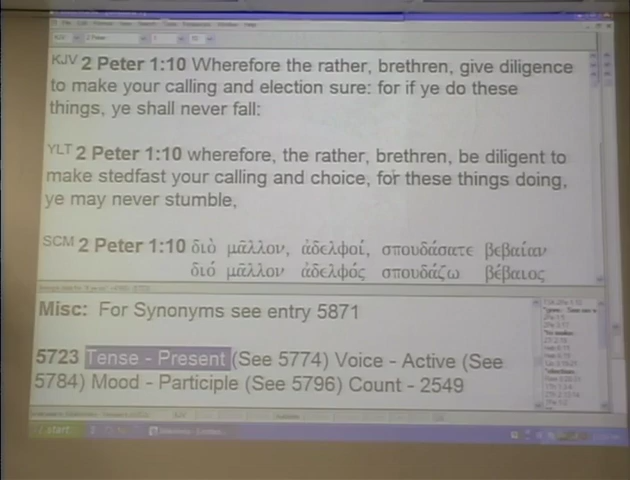 KJV 2 Peter 1:10 Wherefore the rather, brethren, give diligence
to make your calling and election sure: for if ye do these
things, ye shall never fall:
YLT 2 Peter 1:10 wherefore, the rather, brethren, be diligent to
make stedfast your calling and choice, for these things doing,
ye may never stumble,
SCM 2 Peter 1:10 διὸ μᾶλλον, ἀδελφοί, σπουδάσατε βεβαίαν
διό μᾶλλον ἀδελφός σπουδάζω βέβαιος
Misc: For Synonyms see entry 5871
5723 Tense - Present (See 5774) Voice - Active (See
5784) Mood - Participle (See 5796) Count - 2549
start